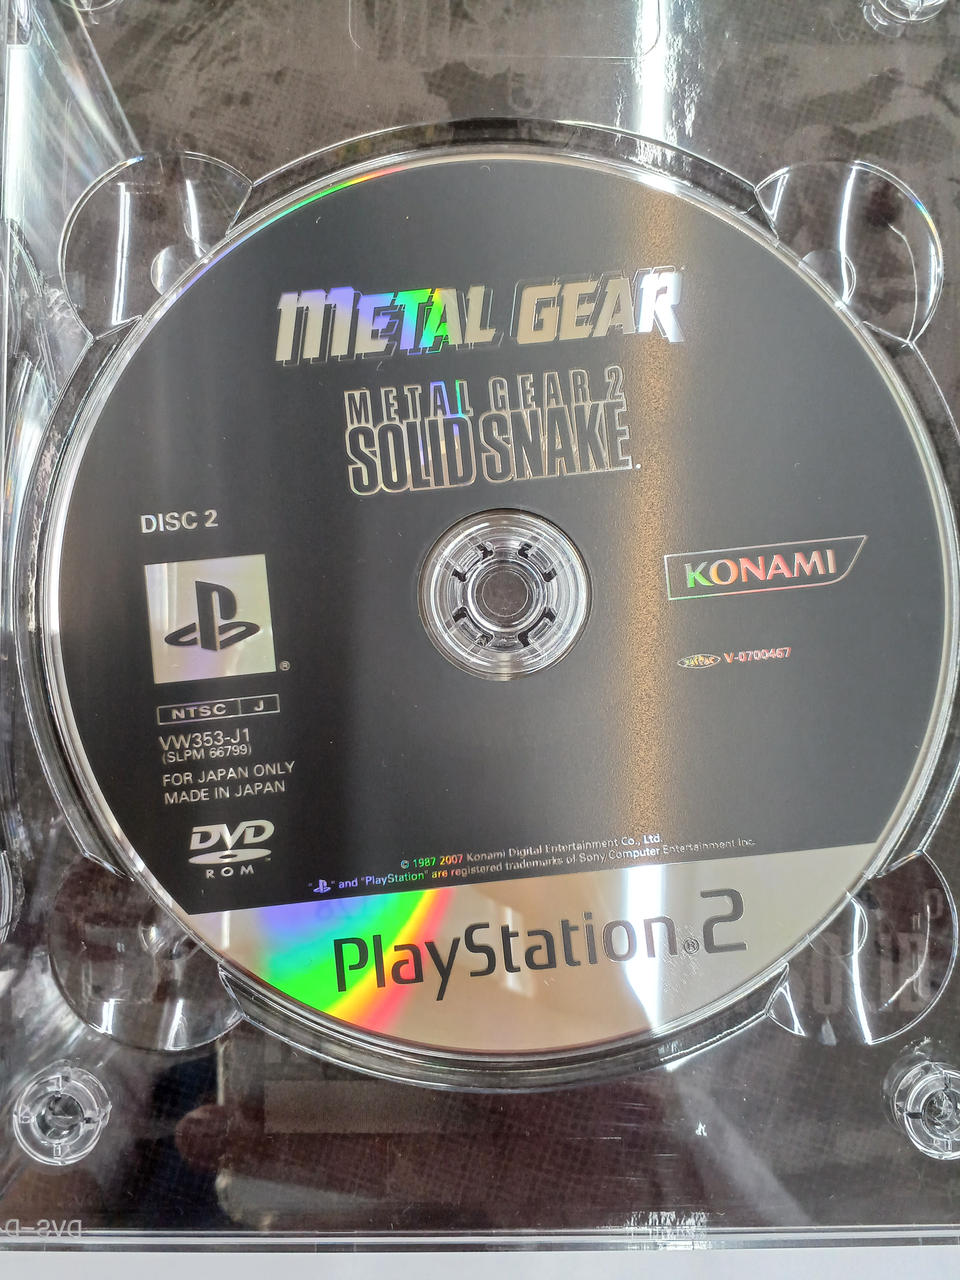 METAL GEAR
METAL GEAR 2
SOLID SNAKE.
DISC 2
KONAMI
®
V-0700467
NTSC J
VW353-J1
(SLPM 66799)
FOR JAPAN ONLY
MADE IN JAPAN
DVD
ROM
© 1987 2007 Konami Digital Entertainment Co., Ltd.
" " and "PlayStation" are registered trademarks of Sony Computer Entertainment Inc.
PlayStation®2
SOLID